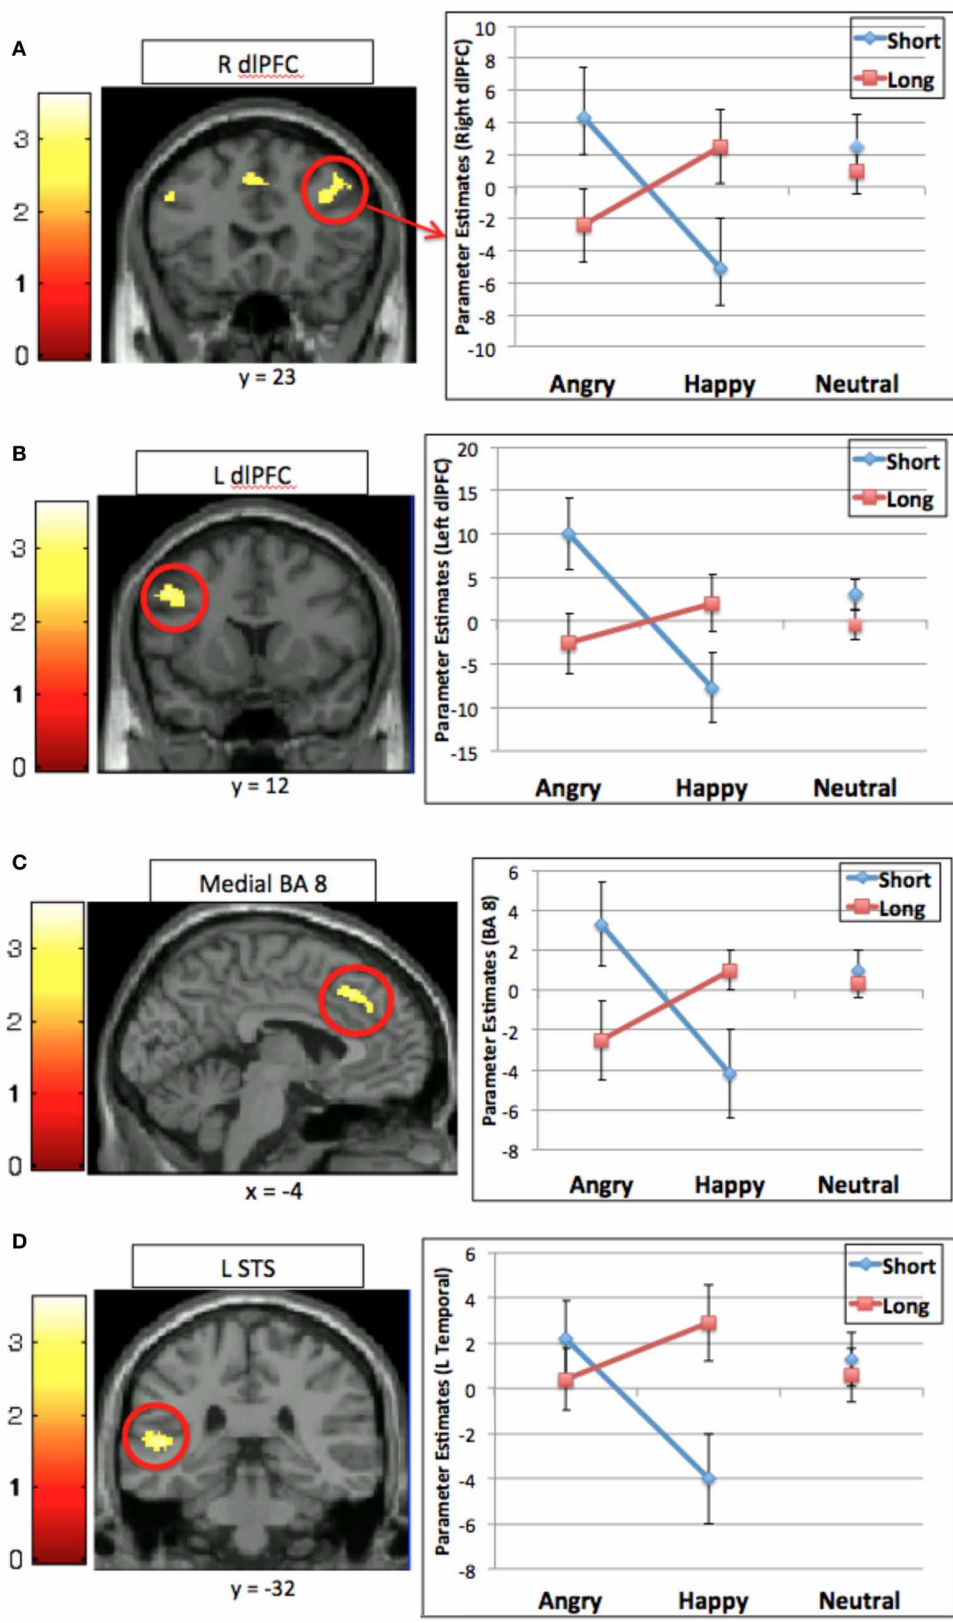 A
R dlPFC
3
2
1
0
y = 23
Parameter Estimates (Right dlPFC)
10
8
6
4
2
0
-2
-4
-6
-8
-10
Short
Long
Angry Happy Neutral
B
L dlPFC
3
2
1
0
y = 12
Parameter Estimates (Left dlPFC)
20
15
10
5
0
-5
-10
-15
Short
Long
Angry Happy Neutral
C
Medial BA 8
3
2
1
0
x = -4
Parameter Estimates (BA 8)
6
4
2
0
-2
-4
-6
-8
Short
Long
Angry Happy Neutral
D
L STS
3
2
1
0
y = -32
Parameter Estimates (L Temporal)
6
4
2
0
-2
-4
-6
-8
Short
Long
Angry Happy Neutral